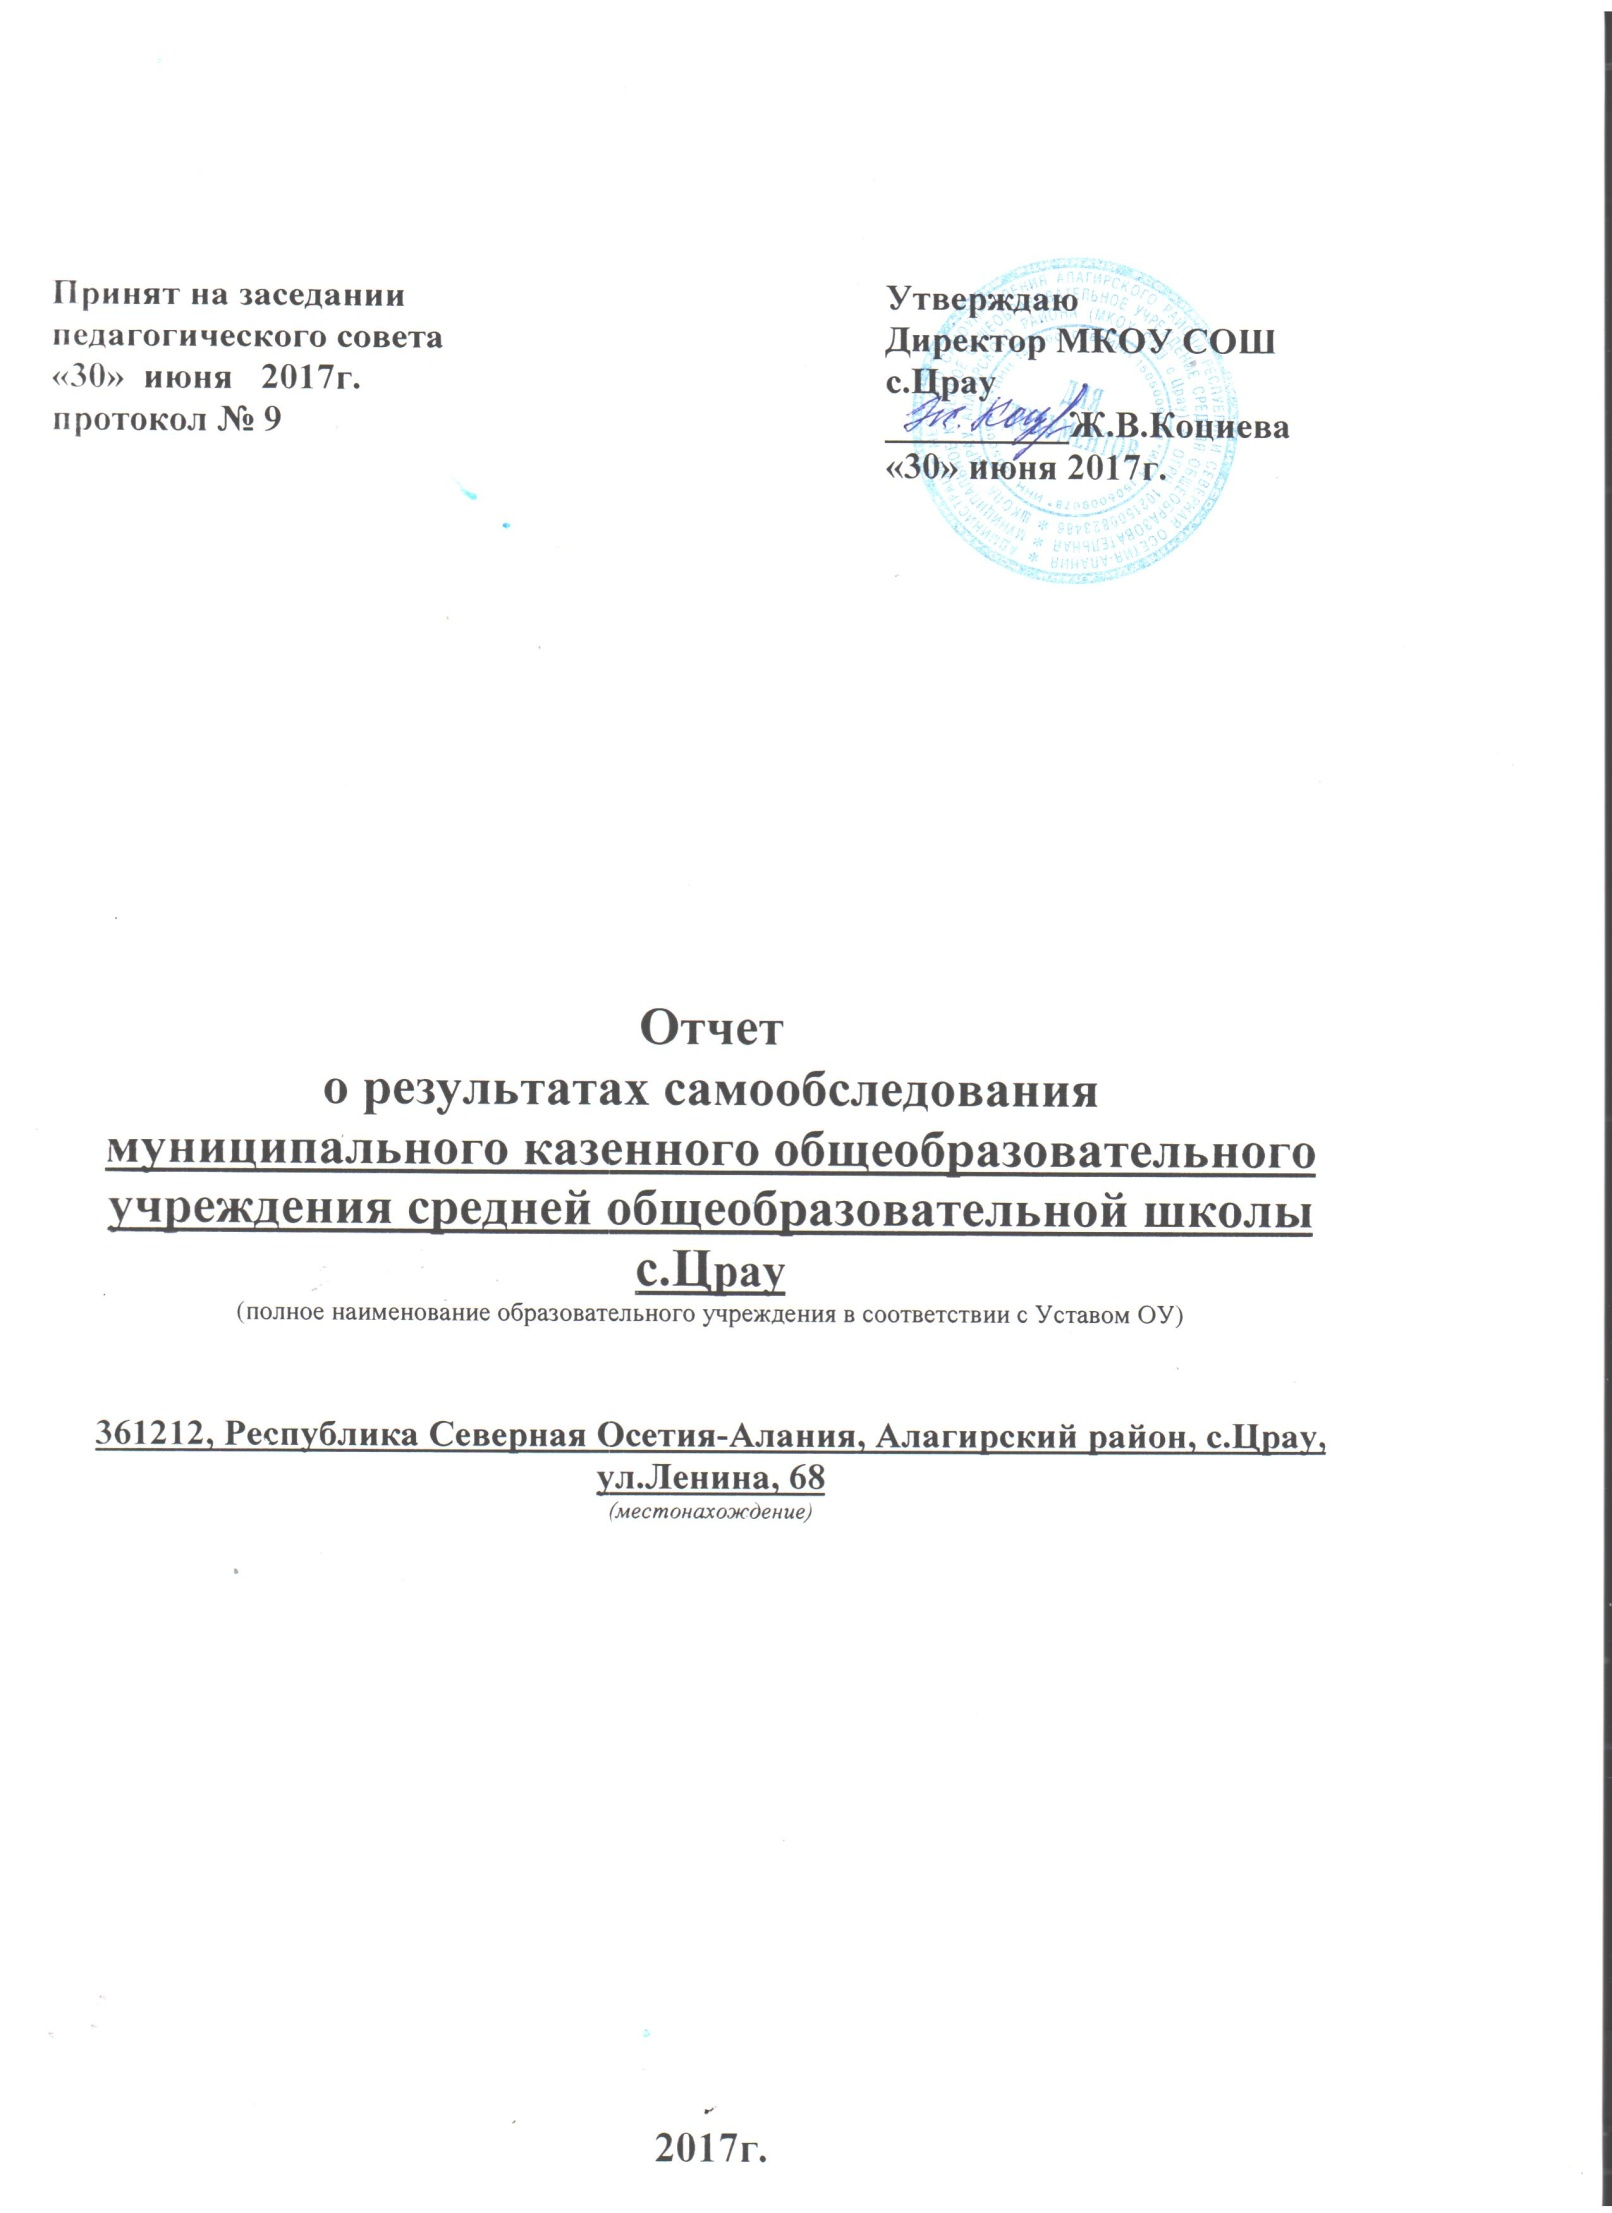 Принят на заседании
педагогического совета
«30» июня 2017г.
протокол № 9
Утверждаю
Директор МКОУ СОШ
с.Црау
Ж.В.Коциева
«30» июня 2017г.
ДЛЯ
Отчет
о результатах самообследования
муниципального казенного общеобразовательного
учреждения средней общеобразовательной школы
с.Црау
(полное наименование образовательного учреждения в соответствии с Уставом ОУ)
361212, Республика Северная Осетия-Алания, Алагирский район, с.Црау,
ул.Ленина, 68
(местонахождение)
2017г.